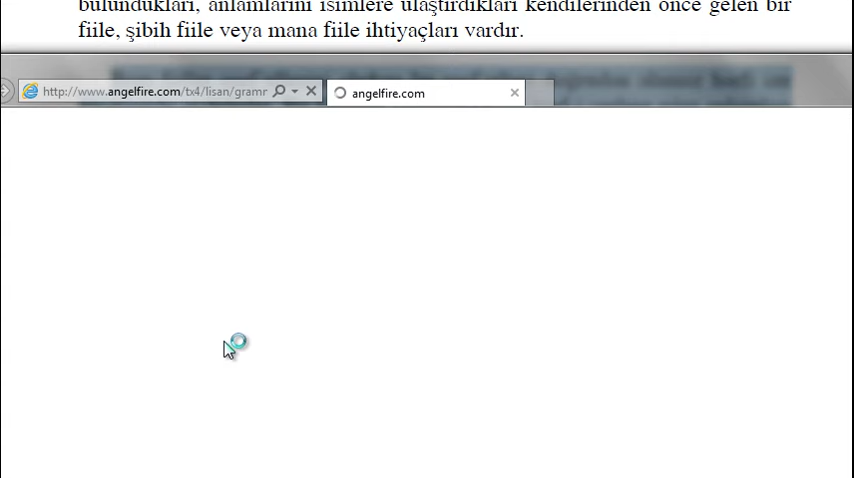 bulundukları, anlamlarını isimlere ulaştırdıkları kendilerinden önce gelen bir
fiile, şibih fiile veya mana fiile ihtiyaçları vardır.
http://www.angelfire.com/tx4/lisan/gramr
angelfire.com